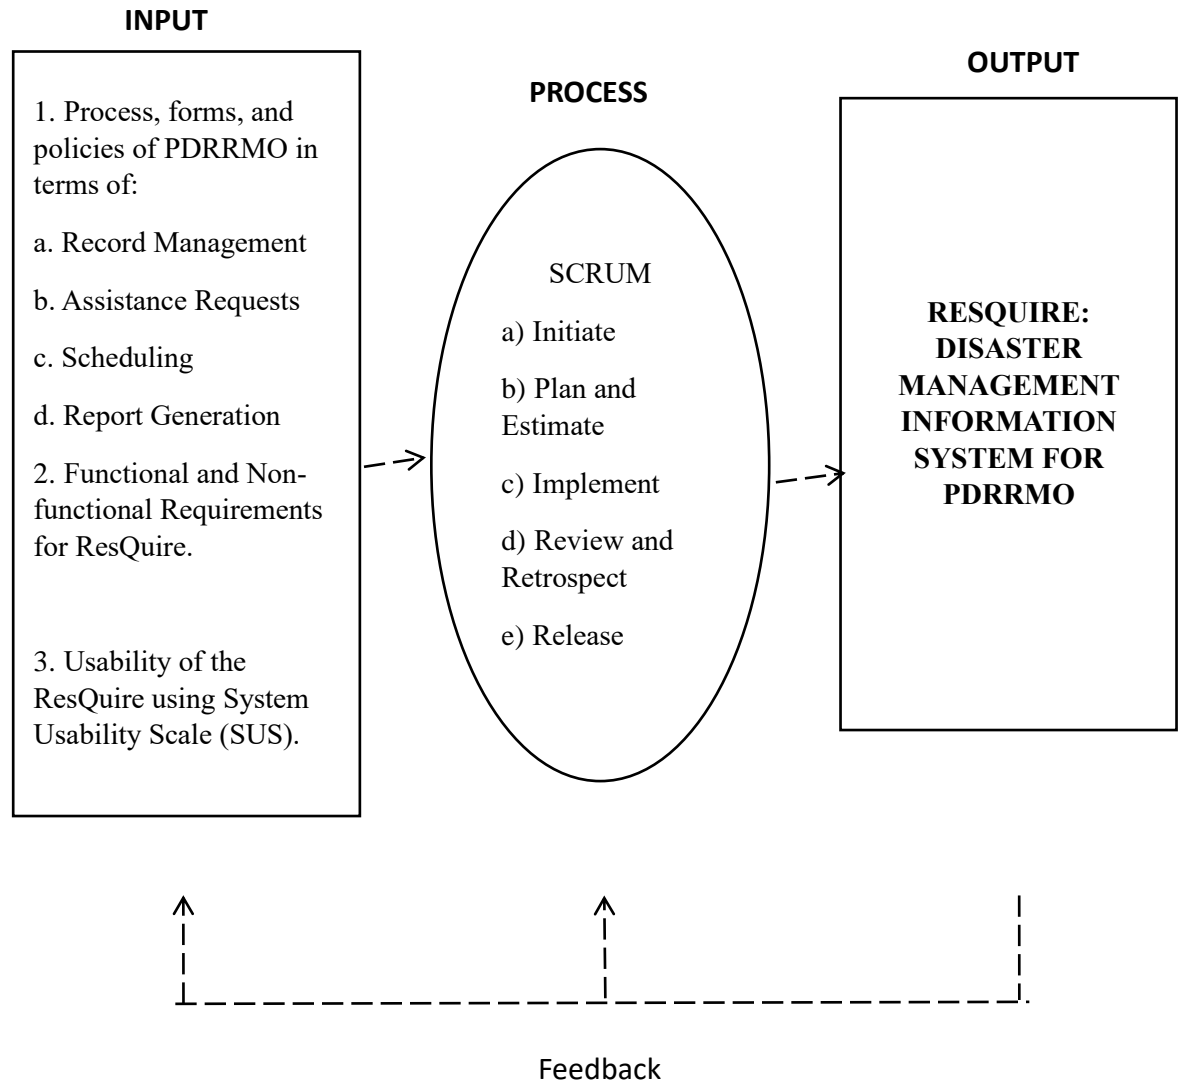 INPUT
1. Process, forms, and
policies of PDRRMO in
terms of:
a. Record Management
b. Assistance Requests
c. Scheduling
d. Report Generation
2. Functional and Non-
functional Requirements
for ResQuire.
3. Usability of the
ResQuire using System
Usability Scale (SUS).
PROCESS
SCRUM
a) Initiate
b) Plan and
Estimate
c) Implement
d) Review and
Retrospect
e) Release
OUTPUT
RESQUIRE:
DISASTER
MANAGEMENT
INFORMATION
SYSTEM FOR
PDRRMO
Feedback